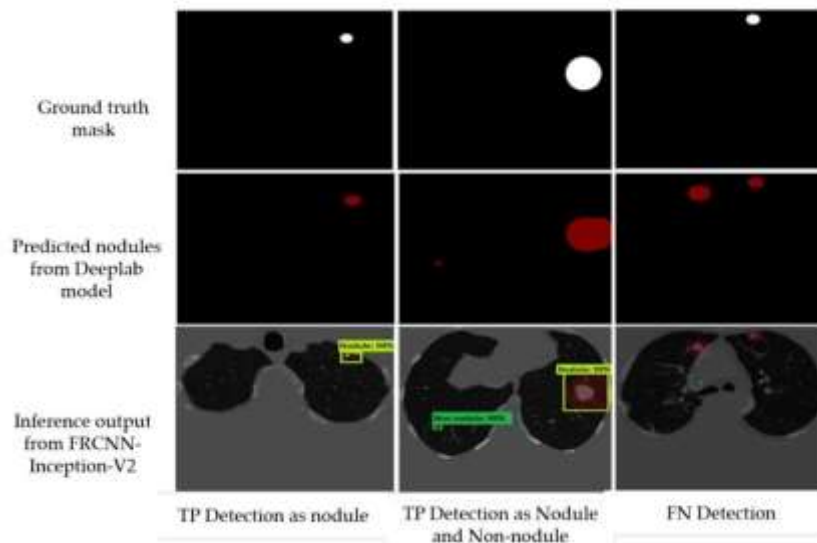 Ground truth
mask
Predicted nodules
from Deeplab
model
Inference output
from FRCNN-
Inception-V2
TP Detection as nodule
TP Detection as Nodule
and Non-nodule
FN Detection